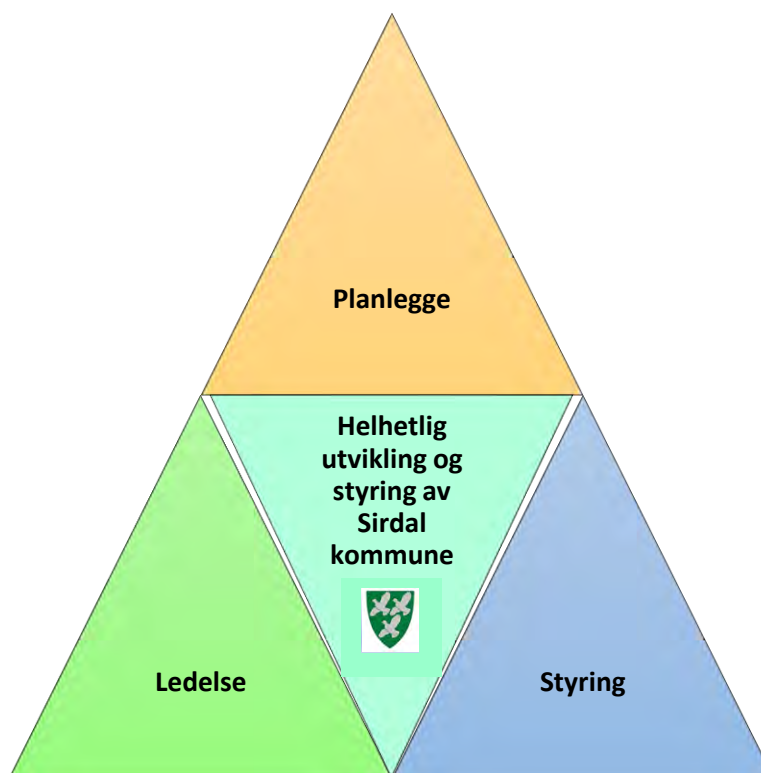 Planlegge
Helhetlig
utvikling og
styring av
Sirdal
kommune
Ledelse
Styring